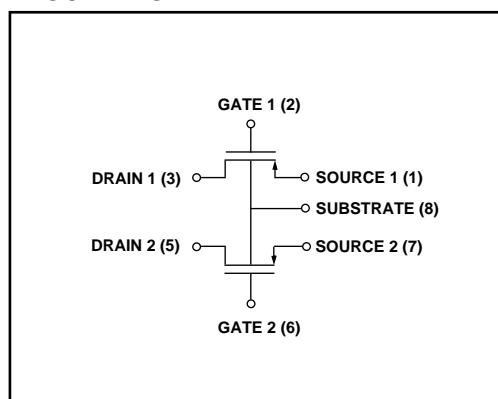 GATE 1 (2)
DRAIN 1 (3) SOURCE 1 (1)
SUBSTRATE (8)
DRAIN 2 (5) SOURCE 2 (7)
GATE 2 (6)